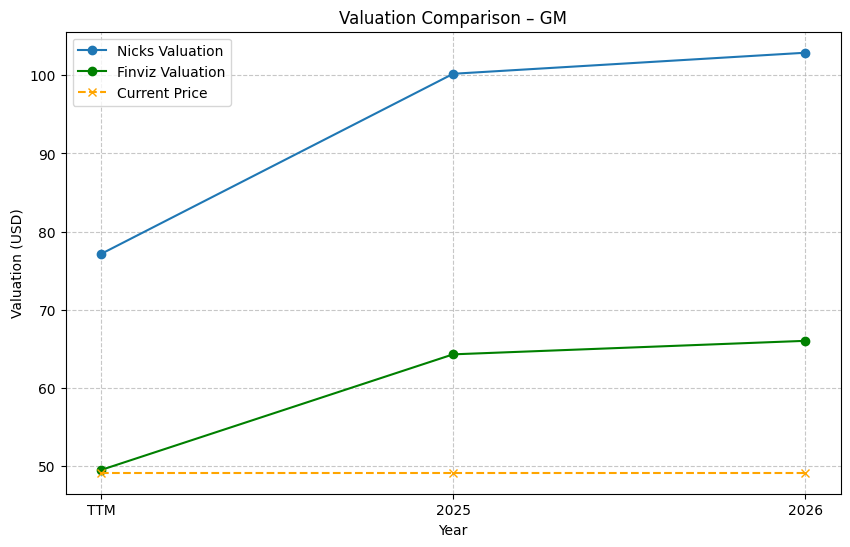 Valuation Comparison – GM
Nicks Valuation
Finviz Valuation
Current Price
Valuation (USD)
100
90
80
70
60
50
TTM
2025
2026
Year